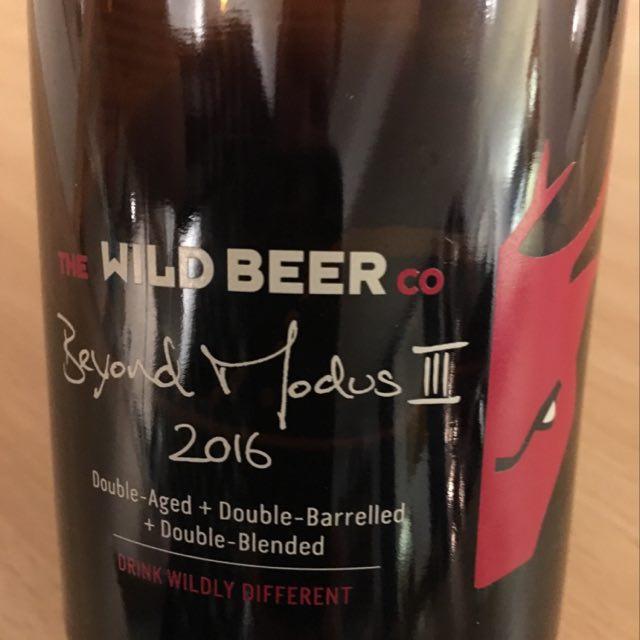 THE WILD BEER CO
Beyond Modus III
2016
Double-Aged + Double-Barrelled
+ Double-Blended
DRINK WILDLY DIFFERENT